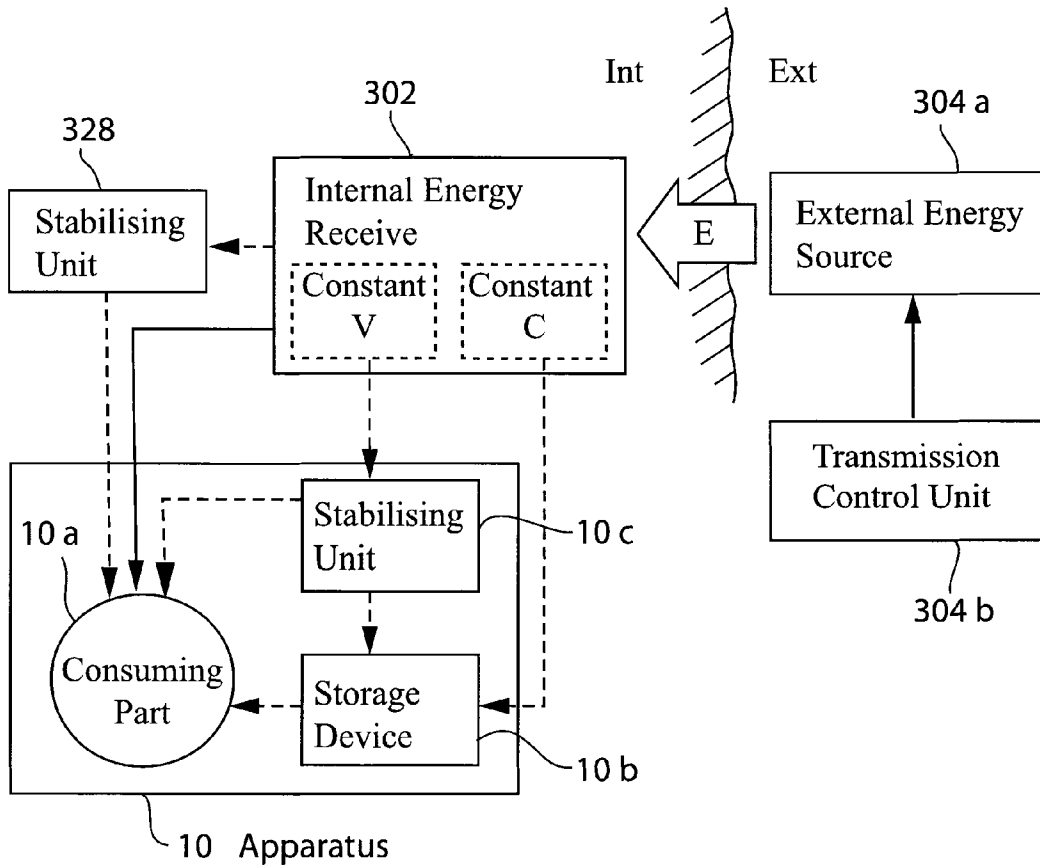 Int
Ext
302
304 a
328
Internal Energy
Receive
Constant
V
Constant
C
Stabilising
Unit
E
External Energy
Source
Transmission
Control Unit
304 b
10 a
Stabilising
Unit
10 c
Consuming
Part
Storage
Device
10 b
10 Apparatus